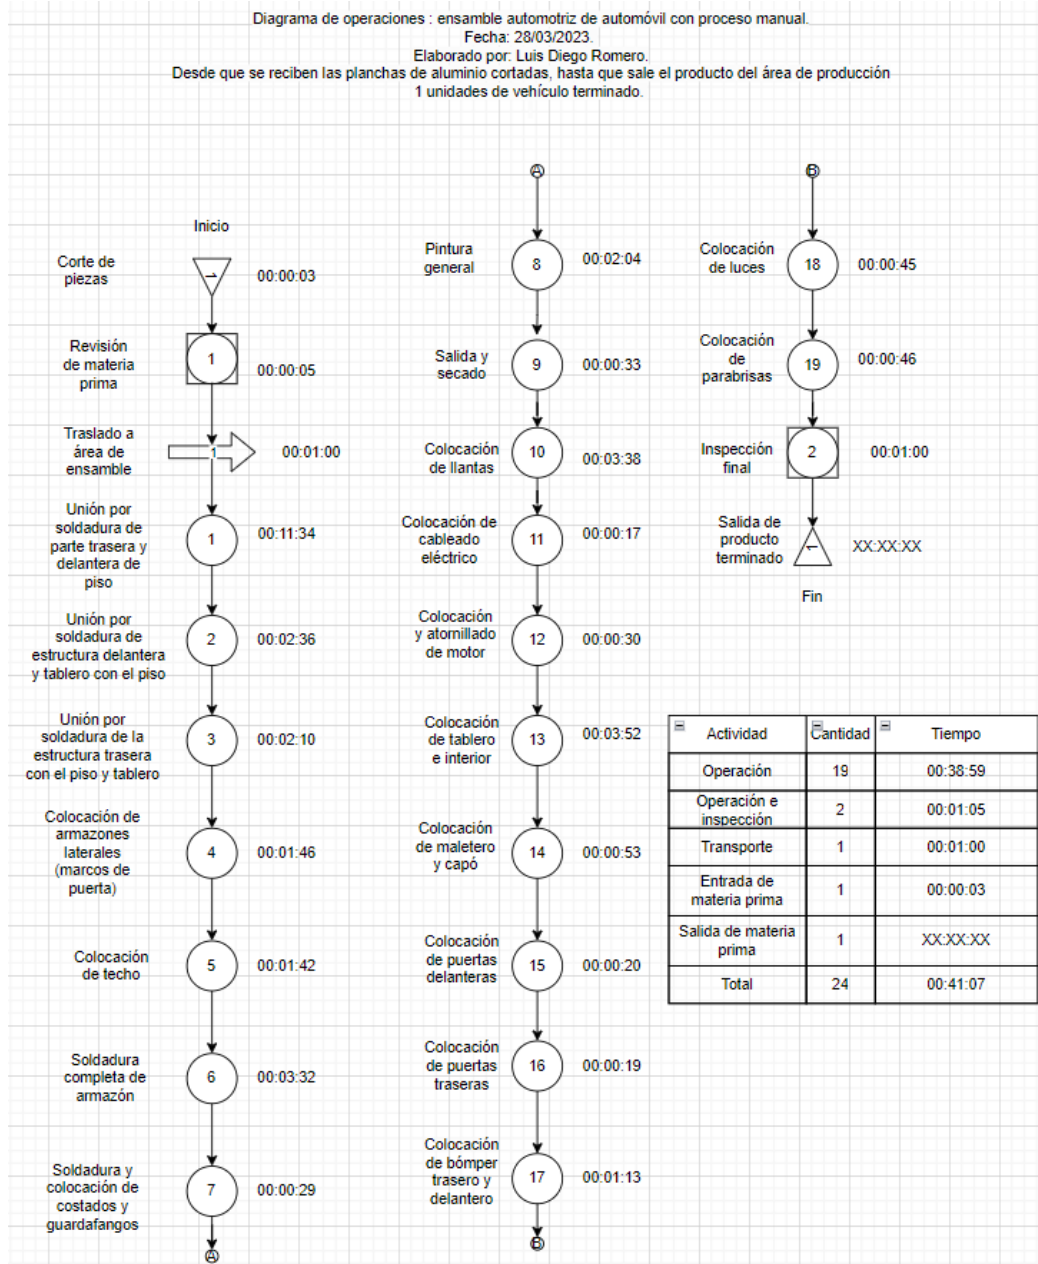 Diagrama de operaciones : ensamble automotriz de automóvil con proceso manual.
Fecha: 28/03/2023.
Elaborado por: Luis Diego Romero.
Desde que se reciben las planchas de aluminio cortadas, hasta que sale el producto del área de producción
1 unidades de vehículo terminado.
Inicio
Corte de
piezas
1
00:00:03
Revisión
de materia
prima
1
00:00:05
Traslado a
área de
ensamble
1
00:01:00
Unión por
soldadura de
parte trasera y
delantera de
piso
1
00:11:34
Unión por
soldadura de
estructura delantera
y tablero con el piso
2
00:02:36
Unión por
soldadura de la
estructura trasera
con el piso y tablero
3
00:02:10
Colocación de
armazones
laterales
(marcos de
puerta)
4
00:01:46
Colocación
de techo
5
00:01:42
Soldadura
completa de
armazón
6
00:03:32
Soldadura y
colocación de
costados y
guardafangos
7
00:00:29
A
A
Pintura
general
8
00:02:04
Salida y
secado
9
00:00:33
Colocación
de llantas
10
00:03:38
Colocación de
cableado
eléctrico
11
00:00:17
Colocación
y atornillado
de motor
12
00:00:30
Colocación
de tablero
e interior
13
00:03:52
Colocación
de maletero
y capó
14
00:00:53
Colocación
de puertas
delanteras
15
00:00:20
Colocación
de puertas
traseras
16
00:00:19
Colocación
de bómper
trasero y
delantero
17
00:01:13
B
B
Colocación
de luces
18
00:00:45
Colocación
de
parabrisas
19
00:00:46
Inspección
final
2
00:01:00
Salida de
producto
terminado
1
XX:XX:XX
Fin
Actividad Cantidad Tiempo
Operación 19 00:38:59
Operación e
inspección
2 00:01:05
Transporte 1 00:01:00
Entrada de
materia prima
1 00:00:03
Salida de materia
prima
1 XX:XX:XX
Total 24 00:41:07